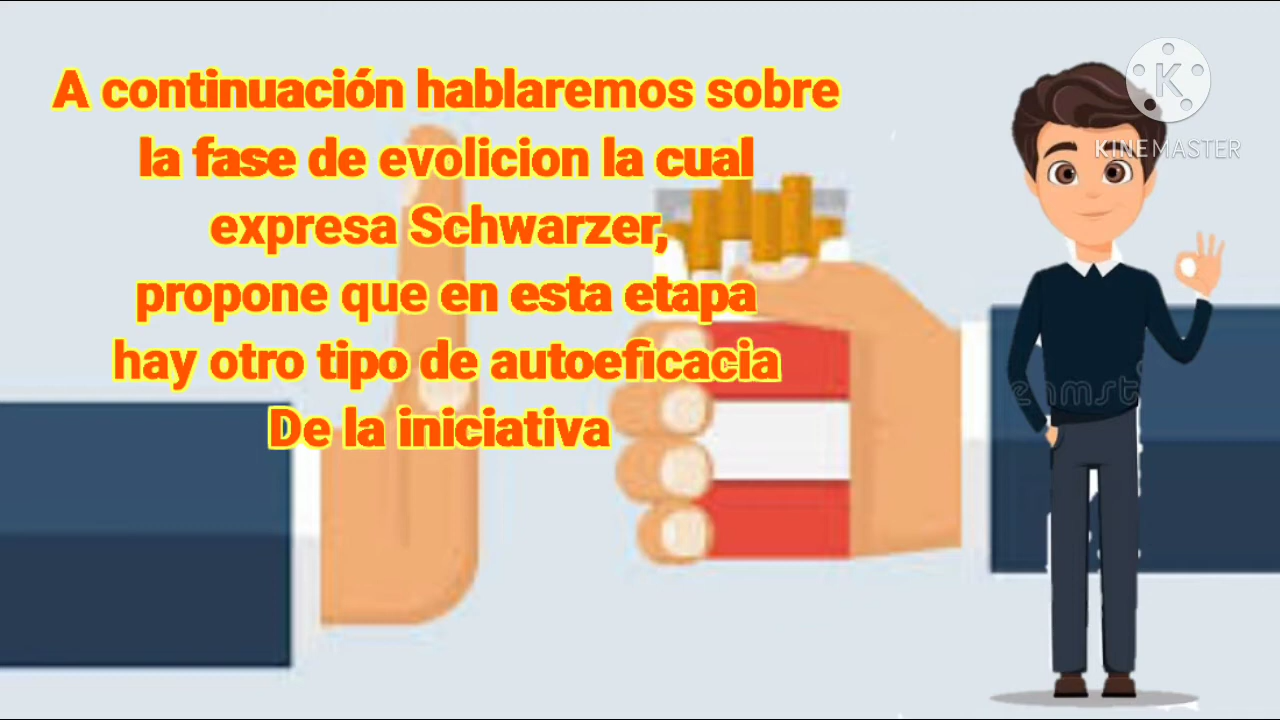 A continuación hablaremos sobre
la fase de evolicion la cual
expresa Schwarzer,
propone que en esta etapa
hay otro tipo de autoeficacia
De la iniciativa
K
KINEMASTER